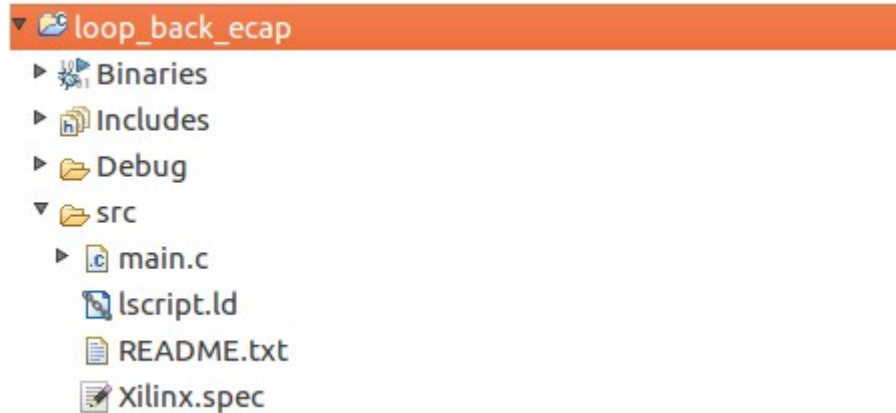 loop_back_ecap
Binaries
Includes
Debug
src
main.c
lscript.ld
README.txt
Xilinx.spec